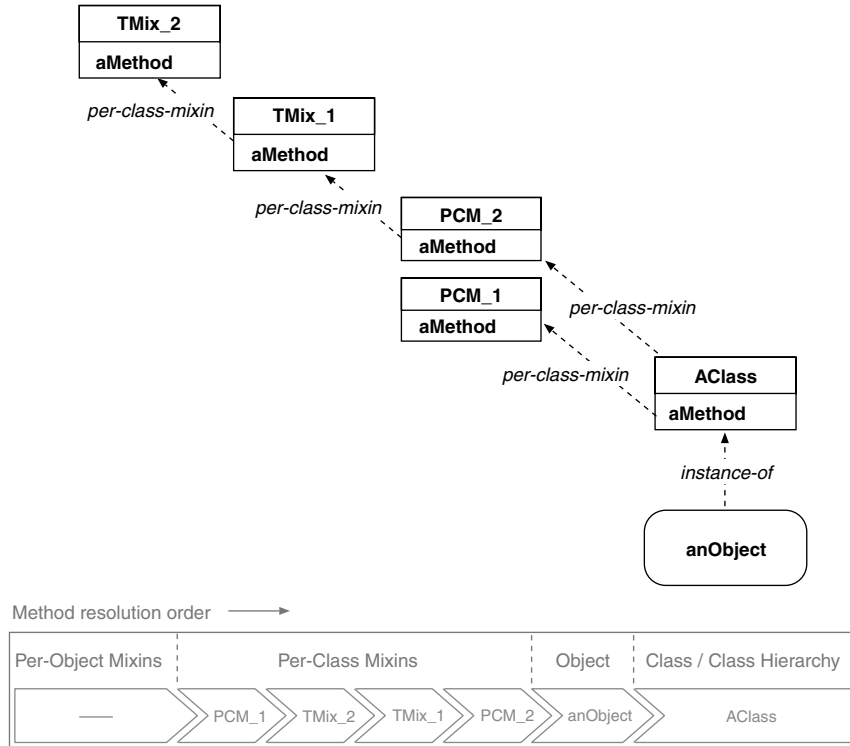 TMix_2
aMethod
per-class-mixin
TMix_1
aMethod
per-class-mixin
PCM_2
aMethod
PCM_1
aMethod
per-class-mixin
per-class-mixin
AClass
aMethod
instance-of
anObject
Method resolution order
Per-Object Mixins Per-Class Mixins Object Class / Class Hierarchy
PCM_1 TMix_2 TMix_1 PCM_2 anObject AClass